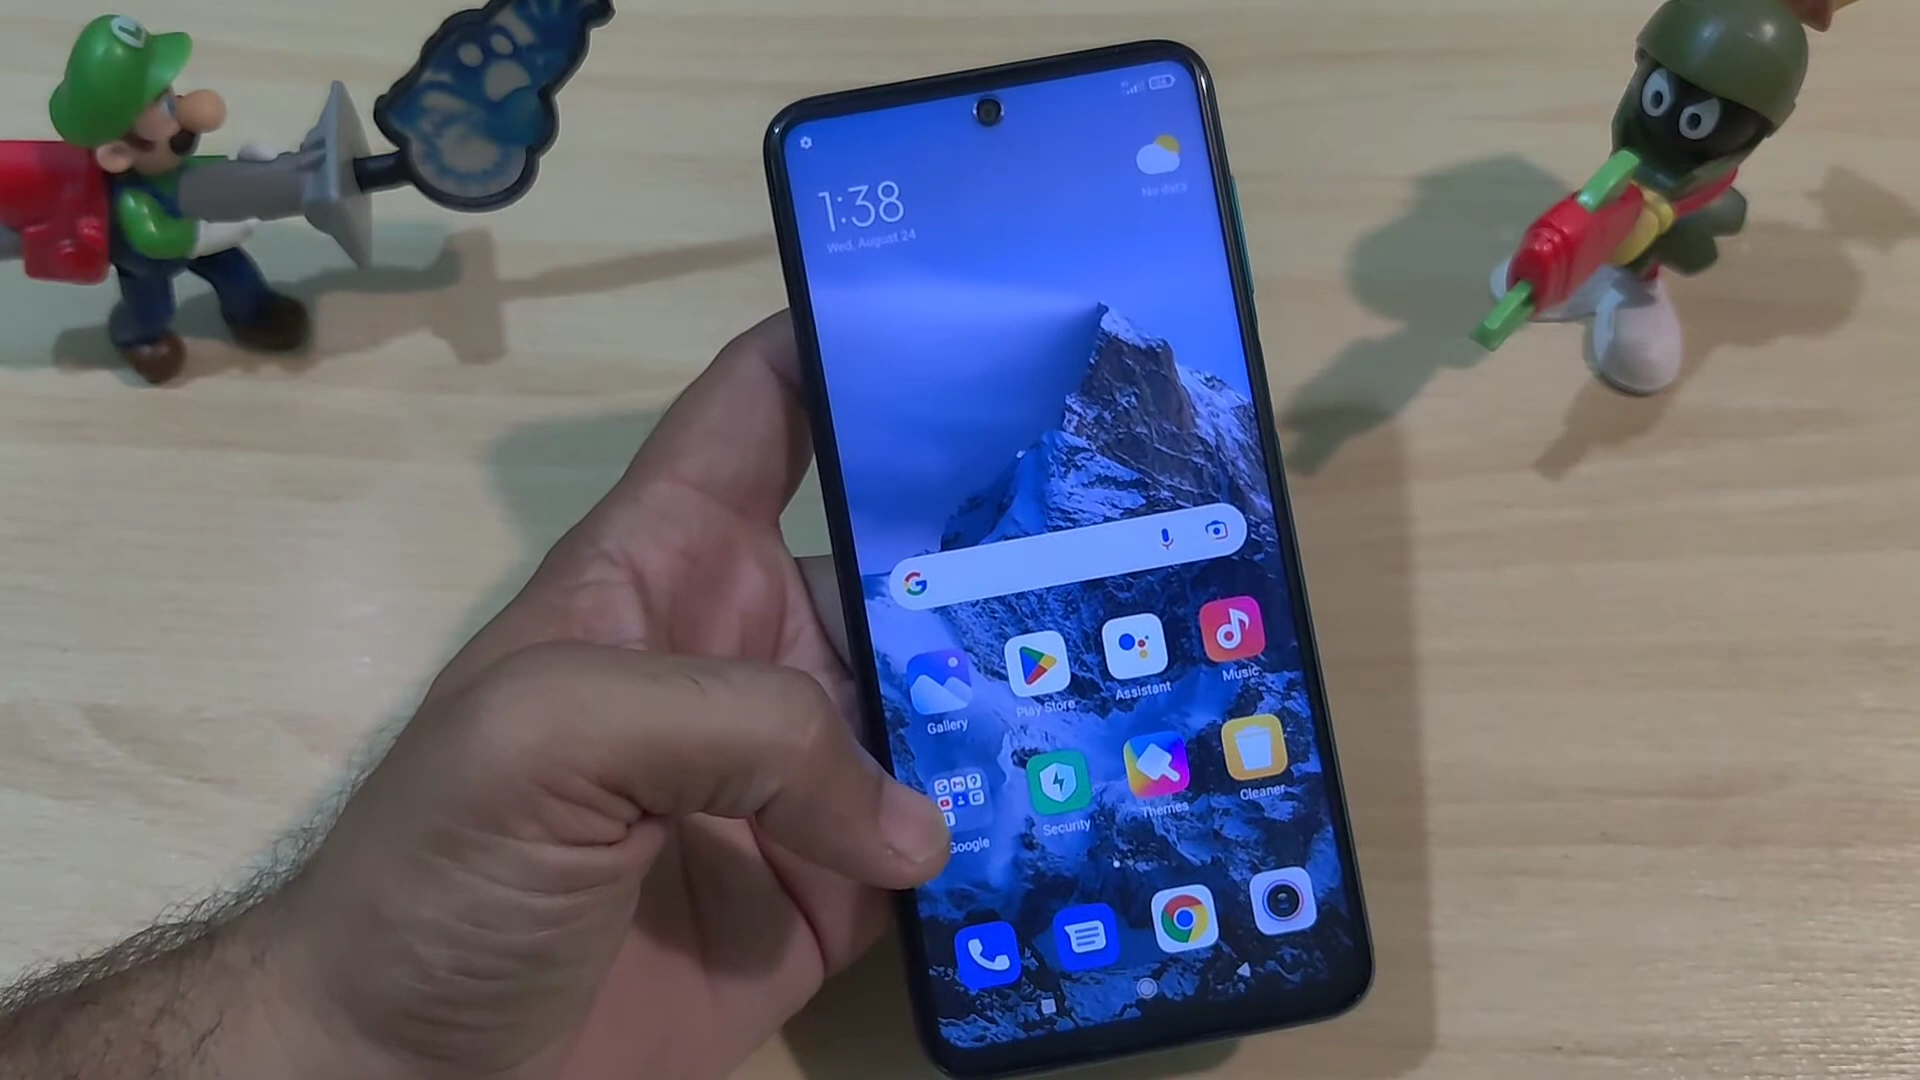 L
1:38
Wed, August 24
No data
Gallery
Play Store
Assistant
Music
Google
Security
Themes
Cleaner